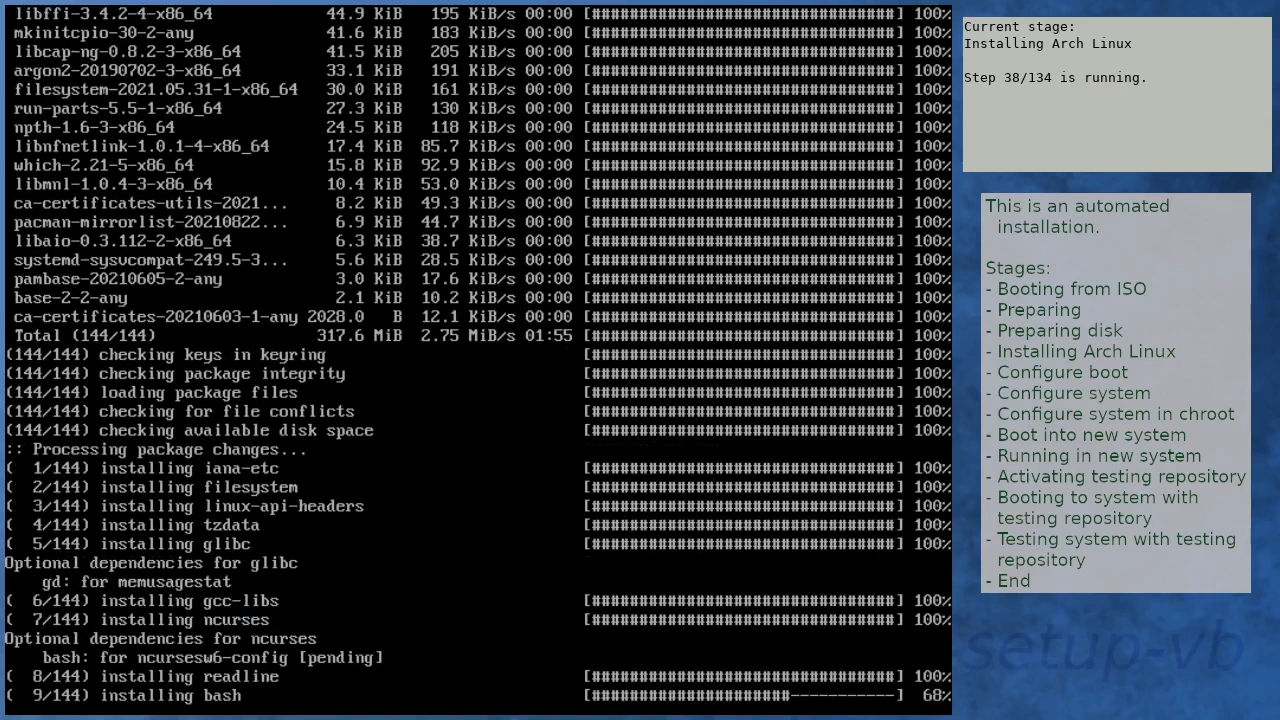 libffi-3.4.2-4-x86_64 44.9 KiB 195 KiB/s 00:00 [################################] 100%
mkinitcpio-30-2-any 41.6 KiB 183 KiB/s 00:00 [################################] 100%
libcap-ng-0.8.2-3-x86_64 41.5 KiB 205 KiB/s 00:00 [################################] 100%
argon2-20190702-3-x86_64 33.1 KiB 191 KiB/s 00:00 [################################] 100%
filesystem-2021.05.31-1-x86_64 30.0 KiB 161 KiB/s 00:00 [################################] 100%
run-parts-5.5-1-x86_64 27.3 KiB 130 KiB/s 00:00 [################################] 100%
npth-1.6-3-x86_64 24.5 KiB 118 KiB/s 00:00 [################################] 100%
libnfnetlink-1.0.1-4-x86_64 17.4 KiB 85.7 KiB/s 00:00 [################################] 100%
which-2.21-5-x86_64 15.8 KiB 92.9 KiB/s 00:00 [################################] 100%
libmnl-1.0.4-3-x86_64 10.4 KiB 53.0 KiB/s 00:00 [################################] 100%
ca-certificates-utils-2021... 8.2 KiB 49.3 KiB/s 00:00 [################################] 100%
pacman-mirrorlist-20210822... 6.9 KiB 44.7 KiB/s 00:00 [################################] 100%
libaio-0.3.112-2-x86_64 6.3 KiB 38.7 KiB/s 00:00 [################################] 100%
systemd-sysvcompat-249.5-3... 5.6 KiB 28.5 KiB/s 00:00 [################################] 100%
pambase-20210605-2-any 3.0 KiB 17.6 KiB/s 00:00 [################################] 100%
base-2-2-any 2.1 KiB 10.2 KiB/s 00:00 [################################] 100%
ca-certificates-20210603-1-any 2028.0 B 12.1 KiB/s 00:00 [################################] 100%
Total (144/144) 317.6 MiB 2.75 MiB/s 01:55 [################################] 100%
(144/144) checking keys in keyring [################################] 100%
(144/144) checking package integrity [################################] 100%
(144/144) loading package files [################################] 100%
(144/144) checking for file conflicts [################################] 100%
(144/144) checking available disk space [################################] 100%
:: Processing package changes...
( 1/144) installing iana-etc [################################] 100%
( 2/144) installing filesystem [################################] 100%
( 3/144) installing linux-api-headers [################################] 100%
( 4/144) installing tzdata [################################] 100%
( 5/144) installing glibc [################################] 100%
Optional dependencies for glibc
gd: for memusagestat
( 6/144) installing gcc-libs [################################] 100%
( 7/144) installing ncurses [################################] 100%
Optional dependencies for ncurses
bash: for ncursesw6-config [pending]
( 8/144) installing readline [################################] 100%
( 9/144) installing bash [#####################-----------] 68%
Current stage:
Installing Arch Linux
Step 38/134 is running.
This is an automated
installation.
Stages:
- Booting from ISO
- Preparing
- Preparing disk
- Installing Arch Linux
- Configure boot
- Configure system
- Configure system in chroot
- Boot into new system
- Running in new system
- Activating testing repository
- Booting to system with
testing repository
- Testing system with testing
repository
- End
setup-vb